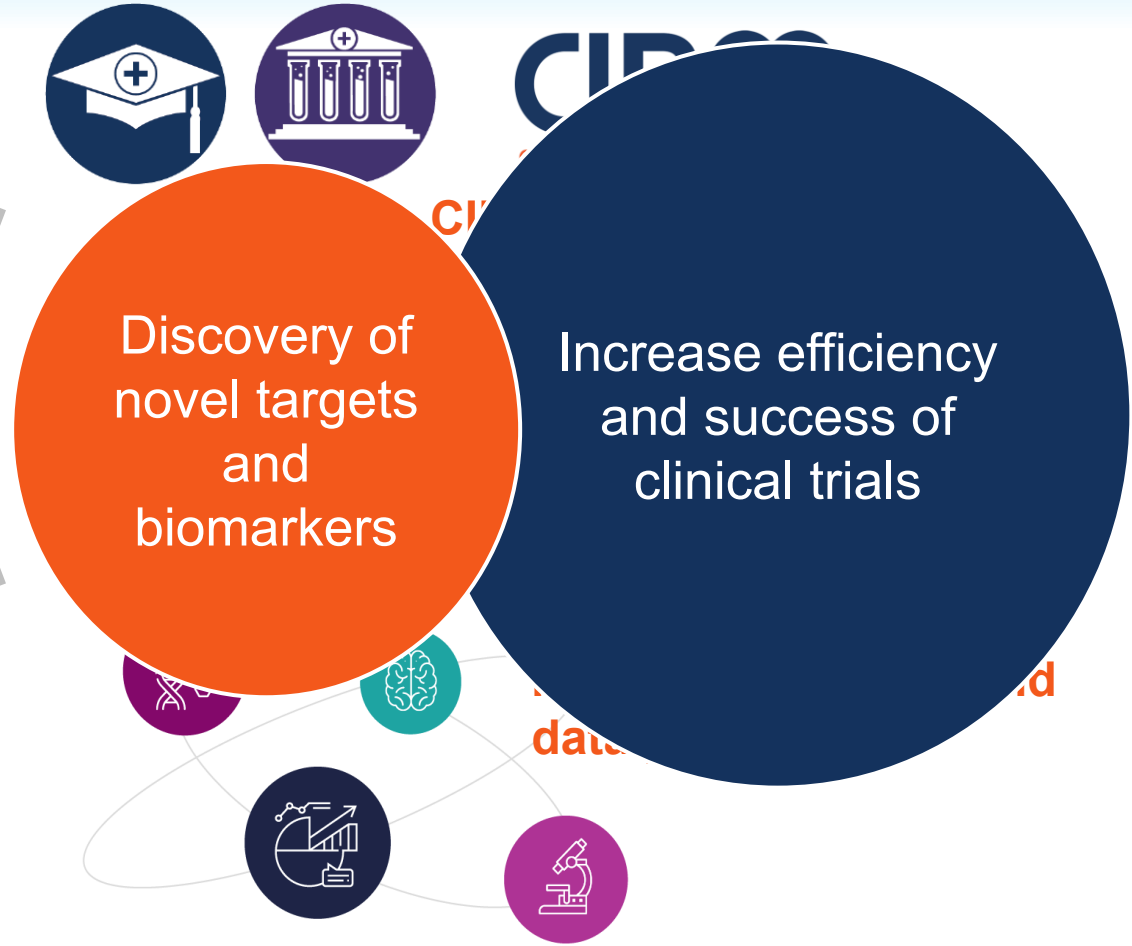 Discovery of
novel targets
and
biomarkers
Increase efficiency
and success of
clinical trials